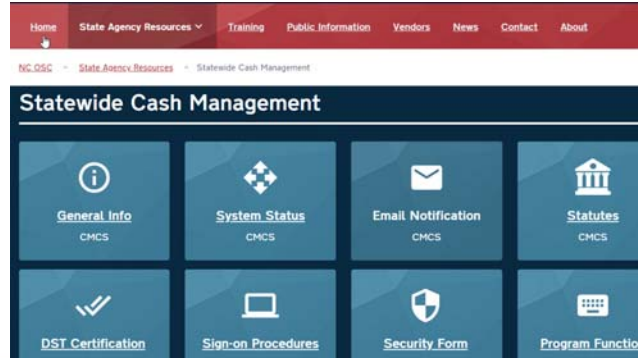 Home State Agency Resources Training Public Information Vendors News Contact About
NC OSC State Agency Resources Statewide Cash Management
Statewide Cash Management
General Info System Status Email Notification Statutes
CMCS CMCS CMCS CMCS
DST Certification Sign-on Procedures Security Form Program Functio